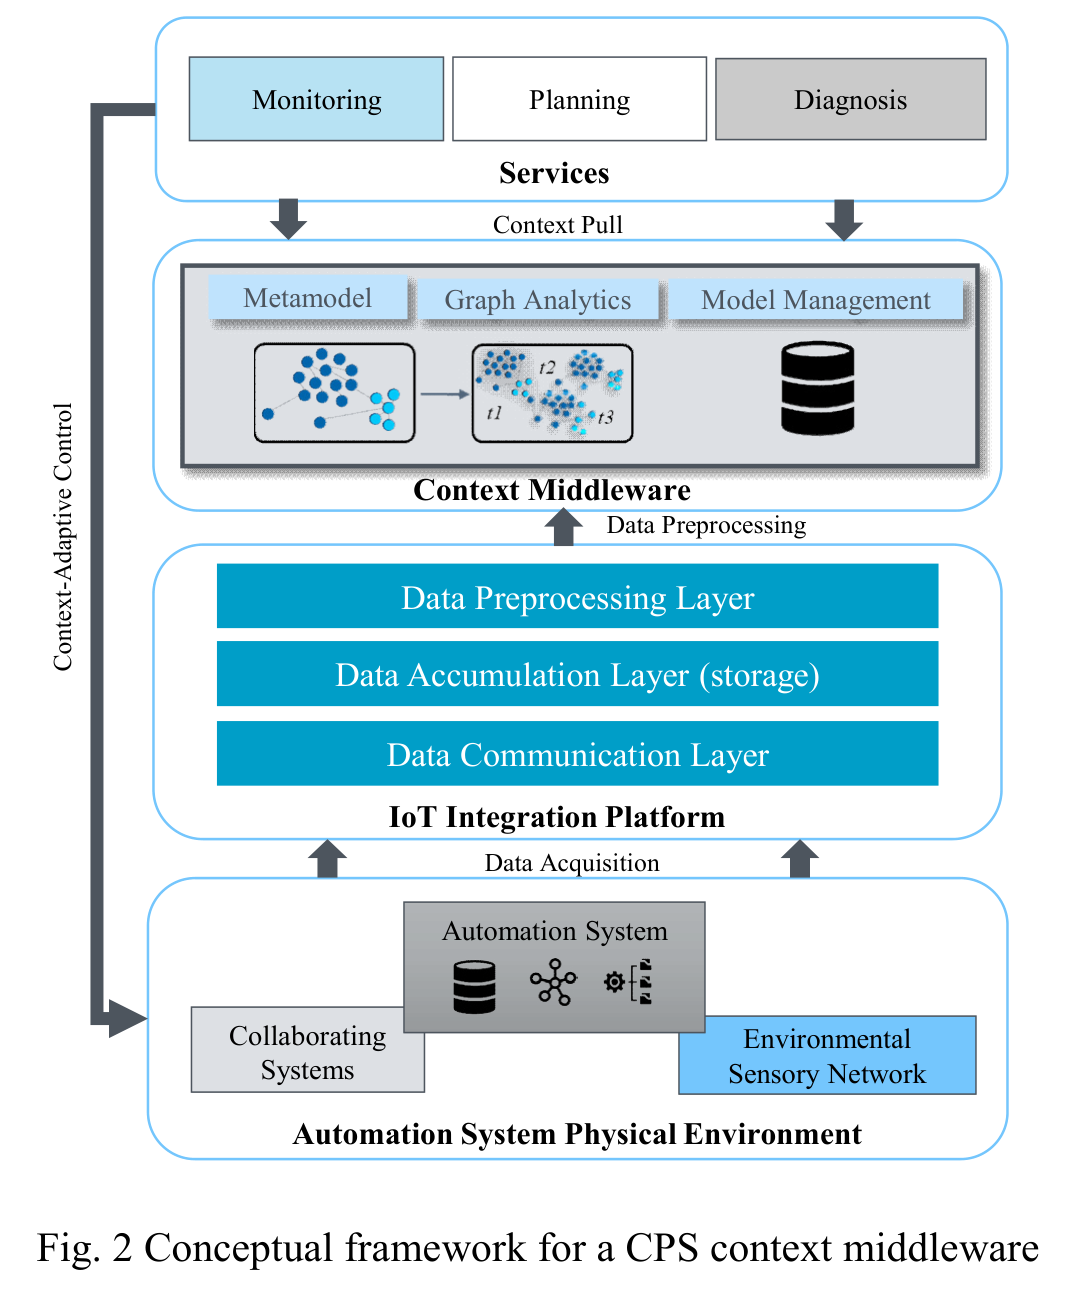 Monitoring
Planning
Diagnosis
Services
Context Pull
Metamodel
Graph Analytics
Model Management
t1
t2
t3
Context Middleware
Data Preprocessing
Data Preprocessing Layer
Data Accumulation Layer (storage)
Data Communication Layer
IoT Integration Platform
Data Acquisition
Automation System
Collaborating
Systems
Environmental
Sensory Network
Automation System Physical Environment
Context-Adaptive Control
Fig. 2 Conceptual framework for a CPS context middleware